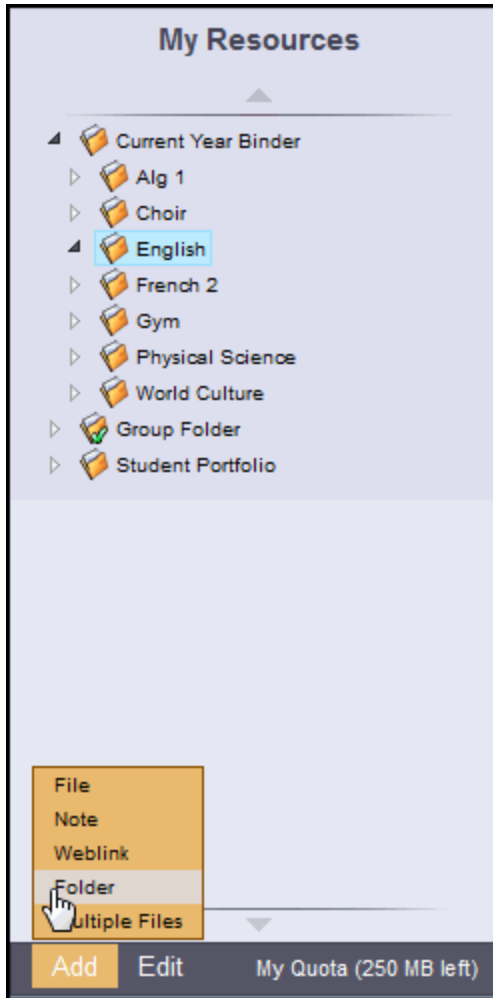 My Resources
Current Year Binder
Alg 1
Choir
English
French 2
Gym
Physical Science
World Culture
Group Folder
Student Portfolio
File
Note
Weblink
Folder
Multiple Files
Add Edit My Quota (250 MB left)